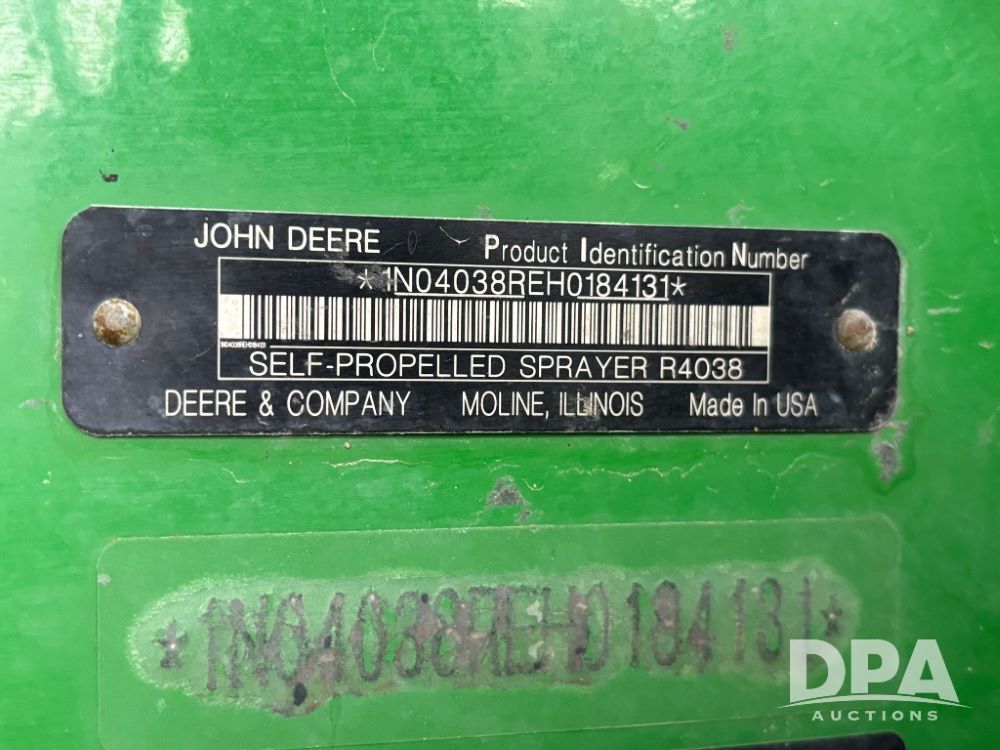 JOHN DEERE Product Identification Number
*1N04038REH0184131*
1N04038REH0184131
SELF-PROPELLED SPRAYER R4038
DEERE & COMPANY MOLINE, ILLINOIS Made In USA
*1N04038REH0184131*
DPA
AUCTIONS